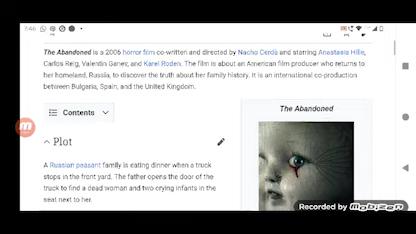 7:46
The Abandoned is a 2006 horror film co-written and directed by Nacho Cerdà and starring Anastasia Hille,
Carlos Reig, Valentin Ganev, and Karel Roden. The film is about an American film producer who returns to
her homeland, Russia, to discover the truth about her family history. It is an international co-production
between Bulgaria, Spain, and the United Kingdom.
Contents
The Abandoned
Plot
A Russian peasant family is eating dinner when a truck
stops in the front yard. The father opens the door of the
truck to find a dead woman and two crying infants in the
seat next to her.
Recorded by Mobizen